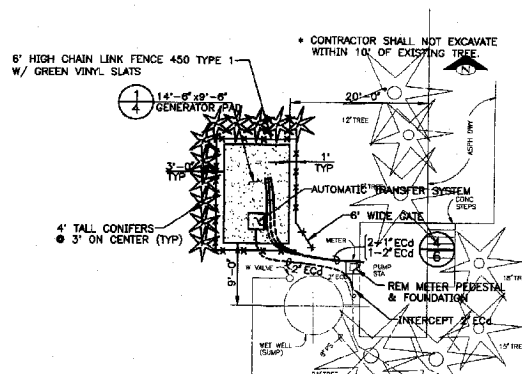 * CONTRACTOR SHALL NOT EXCAVATE
WITHIN 10' OF EXISTING TREE.
6' HIGH CHAIN LINK FENCE 450 TYPE 1
W/ GREEN VINYL SLATS
N
1
4
14'-6"x9'-6"
GENERATOR PAD
20'-0"
12"TREE
ASPH DWY
3'-0"
TYP
1'
TYP
AUTOMATIC TRANSFER SYSTEM
CONC
STEPS
4' TALL CONIFERS
@ 3' ON CENTER (TYP)
6' WIDE GATE
METER
2-1"ECd
1-2"ECd
6
W VALVE
2"ECd
9'-0"
PUMP
STA
REM METER PEDESTAL
& FOUNDATION
INTERCEPT 2"ECd
WET WELL
(SUMP)
8"PS
18"TR
15"TRE